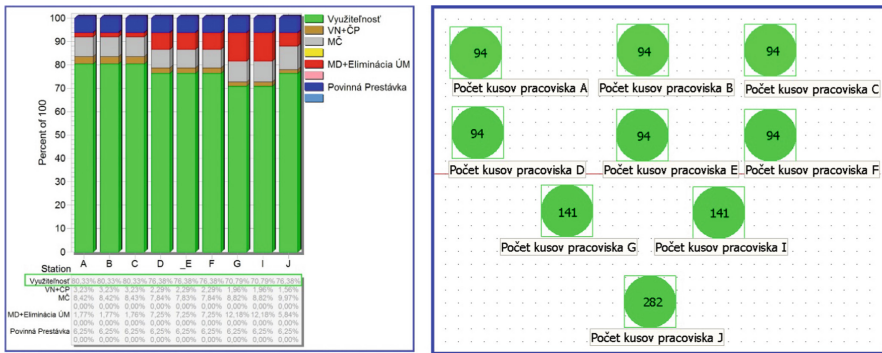 100
90
80
70
60
50
40
30
20
10
0
Percent of 100
Využiteľnosť
VN+ČP
MČ
MD+Eliminácia ÚM
Povinná Prestávka
A B C D _E F G I J
Station
Využiteľnosť 80,33% 80,33% 80,33% 76,38% 76,38% 76,38% 70,79% 70,79% 76,38%
VN+ČP 3,23% 3,23% 3,23% 2,29% 2,29% 2,29% 1,96% 1,96% 1,56%
MČ 8,42% 8,42% 8,43% 7,84% 7,83% 7,84% 8,82% 8,82% 9,97%
0,00% 0,00% 0,00% 0,00% 0,00% 0,00% 0,00% 0,00% 0,00%
MD+Eliminácia ÚM 1,77% 1,77% 1,76% 7,25% 7,25% 7,25% 12,18% 12,18% 5,84%
0,00% 0,00% 0,00% 0,00% 0,00% 0,00% 0,00% 0,00% 0,00%
Povinná Prestávka 6,25% 6,25% 6,25% 6,25% 6,25% 6,25% 6,25% 6,25% 6,25%
0,00% 0,00% 0,00% 0,00% 0,00% 0,00% 0,00% 0,00% 0,00%
94 94 94
Počet kusov pracoviska A Počet kusov pracoviska B Počet kusov pracoviska C
94 94 94
Počet kusov pracoviska D Počet kusov pracoviska E Počet kusov pracoviska F
141 141
Počet kusov pracoviska G Počet kusov pracoviska I
282
Počet kusov pracoviska J